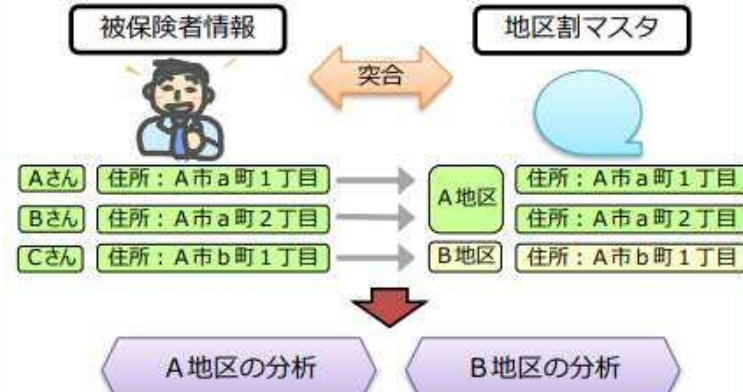 被保険者情報
地区割マスタ
突合
Aさん 住所：A市a町1丁目 A地区 住所：A市a町1丁目
Bさん 住所：A市a町2丁目 住所：A市a町2丁目
Cさん 住所：A市b町1丁目 B地区 住所：A市b町1丁目
A地区の分析
B地区の分析